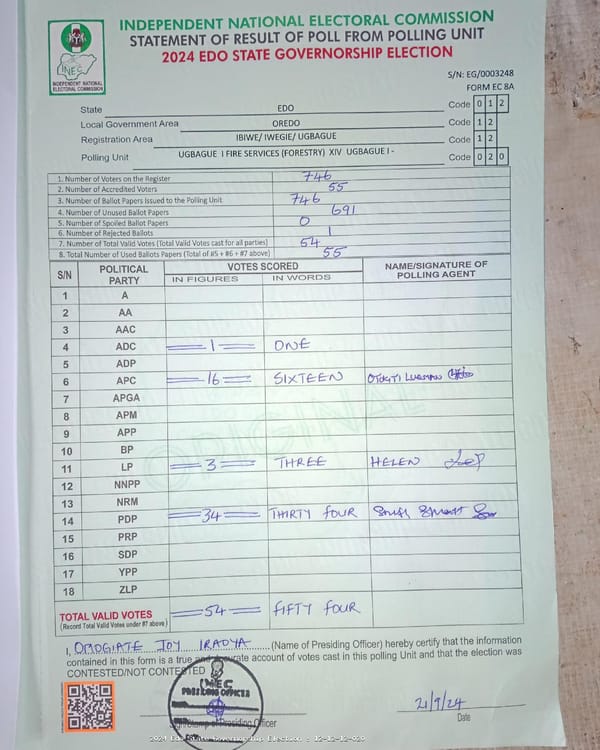 INDEPENDENT NATIONAL ELECTORAL COMMISSION
STATEMENT OF RESULT OF POLL FROM POLLING UNIT
2024 EDO STATE GOVERNORSHIP ELECTION
INEC
INDEPENDENT NATIONAL ELECTORAL COMMISSION
S/N: EG/0003248
FORM EC 8A
State EDO Code 0 1 2
Local Government Area OREDO Code 1 2
Registration Area IBIWE/ IWEGIE/ UGBAGUE Code 1 2
Polling Unit UGBAGUE I FIRE SERVICES (FORESTRY) XIV UGBAGUE I - Code 0 2 0
1. Number of Voters on the Register 746
2. Number of Accredited Voters 55
3. Number of Ballot Papers Issued to the Polling Unit 746
4. Number of Unused Ballot Papers 691
5. Number of Spoiled Ballot Papers 0
6. Number of Rejected Ballots 1
7. Number of Total Valid Votes (Total Valid Votes cast for all parties) 54
8. Total Number of Used Ballots Papers (Total of #5 + #6 + #7 above) 55
S/N POLITICAL PARTY VOTES SCORED NAME/SIGNATURE OF POLLING AGENT
IN FIGURES IN WORDS
1 A
2 AA
3 AAC
4 ADC 1 ONE
5 ADP
6 APC 16 SIXTEEN
7 APGA
8 APM
9 APP
10 BP
11 LP 3 THREE HELEN
12 NNPP
13 NRM
14 PDP 34 THIRTY FOUR
15 PRP
16 SDP
17 YPP
18 ZLP
TOTAL VALID VOTES 54 FIFTY FOUR
(Record Total Valid Votes under #7 above)
ORIGINAL
I, OMOGIATE JOY IRADYA (Name of Presiding Officer) hereby certify that the information
contained in this form is a true and accurate account of votes cast in this polling Unit and that the election was
CONTESTED/NOT CONTESTED
INEC
PRESIDING OFFICER
21/9/24
Date
2024 Edo State Governorship Election : 12-12-12-020